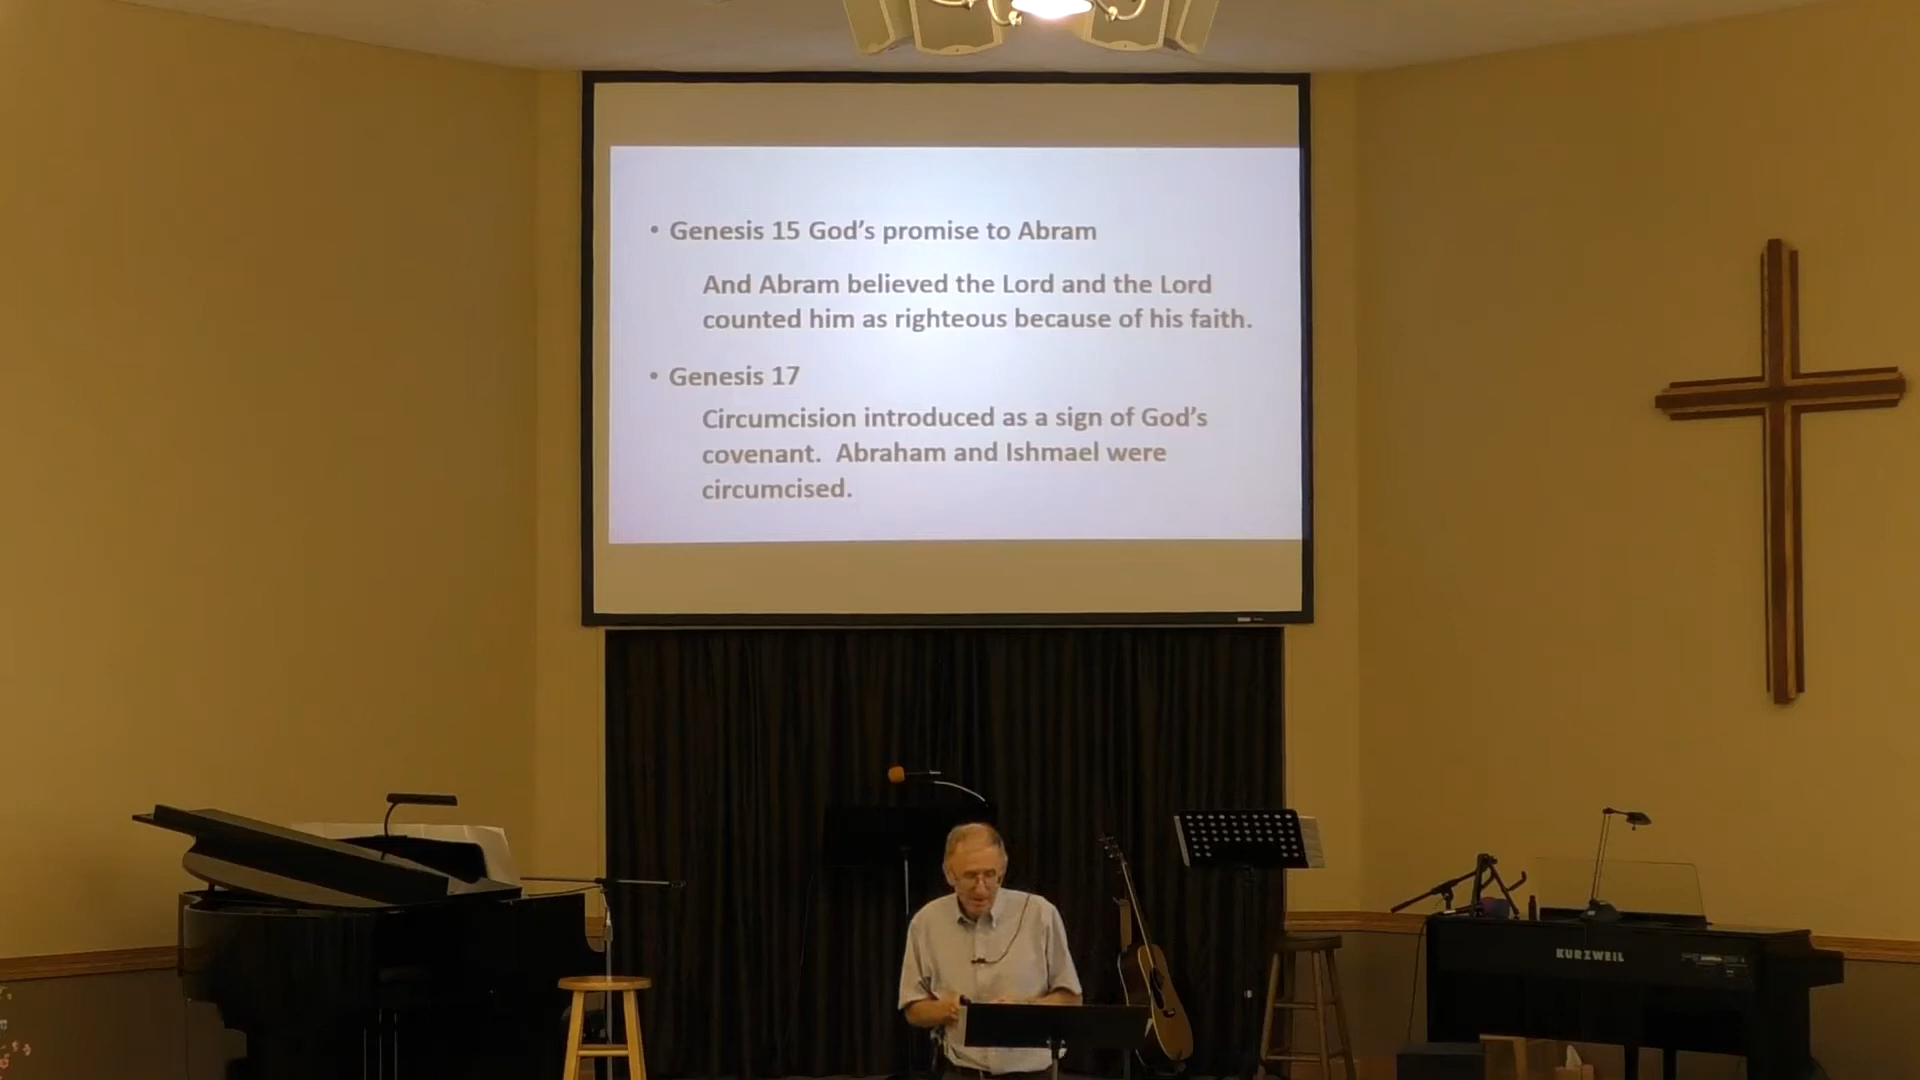 • Genesis 15 God's promise to Abram
And Abram believed the Lord and the Lord
counted him as righteous because of his faith.
• Genesis 17
Circumcision introduced as a sign of God's
covenant.  Abraham and Ishmael were
circumcised.
KURZWEIL